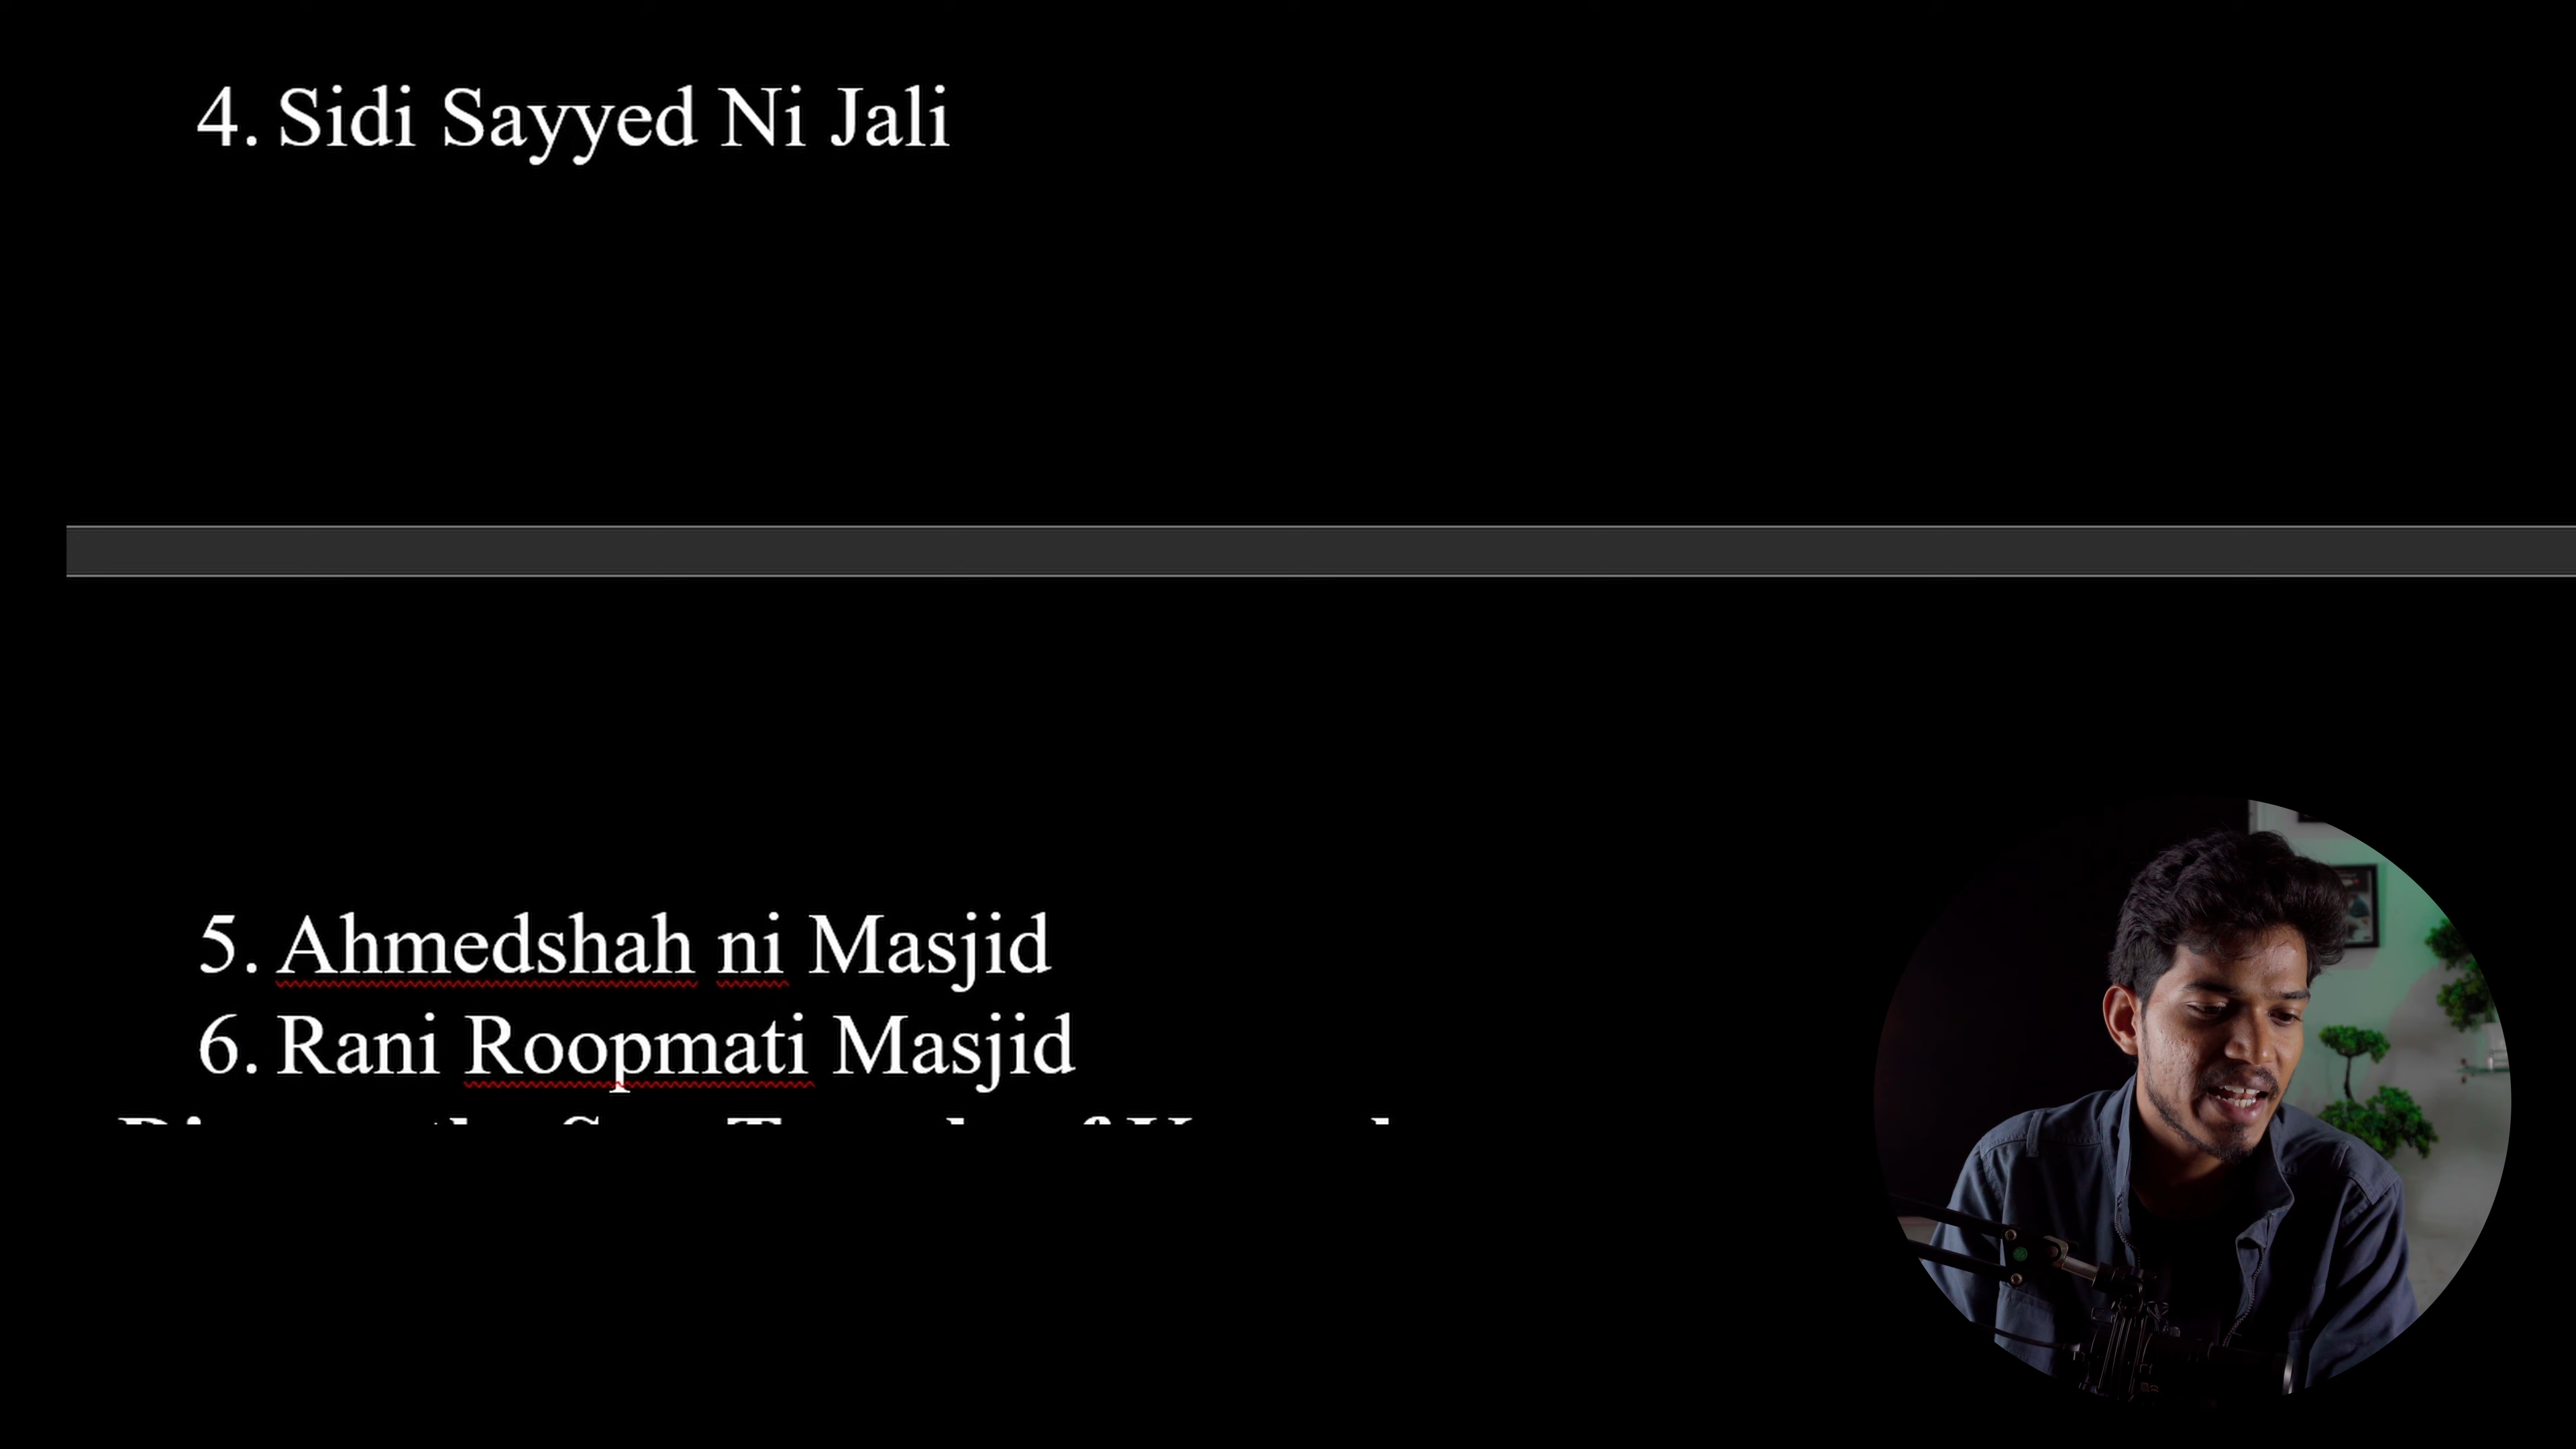 4. Sidi Sayyed Ni Jali
5. Ahmedshah ni Masjid
6. Rani Roopmati Masjid